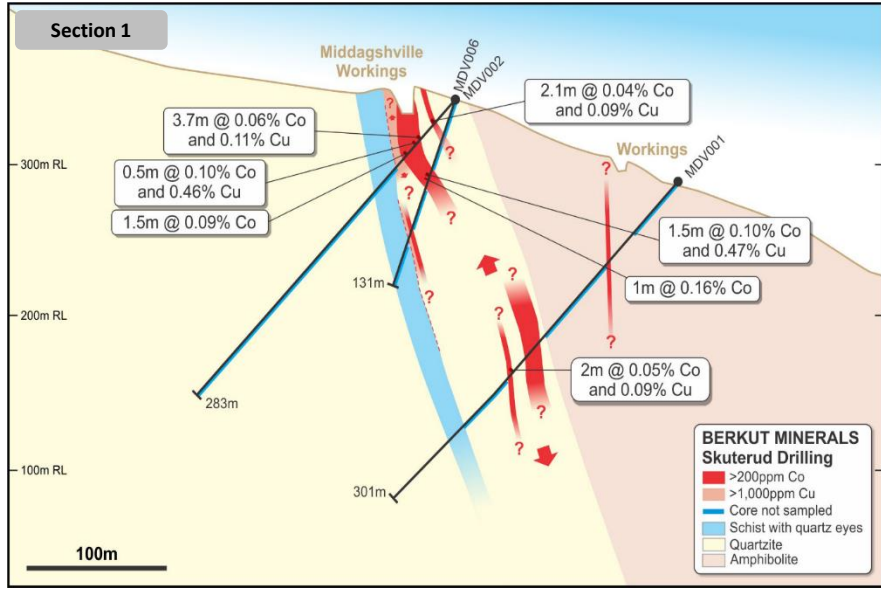 Section 1
Middagshville
Workings
MDV006
MDV002
2.1m @ 0.04% Co
and 0.09% Cu
3.7m @ 0.06% Co
and 0.11% Cu
Workings
MDV001
300m RL
0.5m @ 0.10% Co
and 0.46% Cu
1.5m @ 0.09% Co
1.5m @ 0.10% Co
and 0.47% Cu
131m
1m @ 0.16% Co
200m RL
2m @ 0.05% Co
and 0.09% Cu
283m
100m RL
301m
?
?
?
?
?
?
?
?
?
?
?
?
?
BERKUT MINERALS
Skuterud Drilling
>200ppm Co
>1,000ppm Cu
Core not sampled
Schist with quartz eyes
Quartzite
Amphibolite
100m